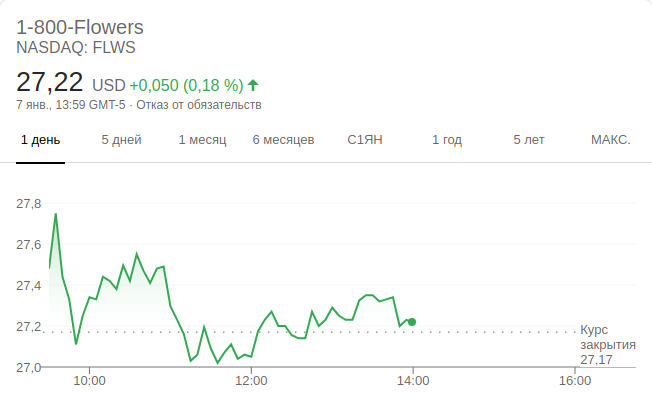 1-800-Flowers
NASDAQ: FLWS
27,22 USD +0,050 (0,18 %)
7 янв., 13:59 GMT-5 · Отказ от обязательств
1 день 5 дней 1 месяц 6 месяцев С1ЯН 1 год 5 лет МАКС.
27,8
27,6
27,4
27,2
27,0
Курс
закрытия
27,17
10:00 12:00 14:00 16:00